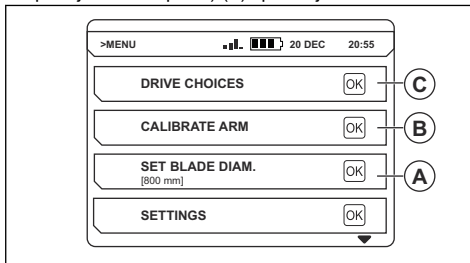 >MENU 20 DEC 20:55
DRIVE CHOICES OK C
CALIBRATE ARM OK B
SET BLADE DIAM. OK A
[800 mm]
SETTINGS OK